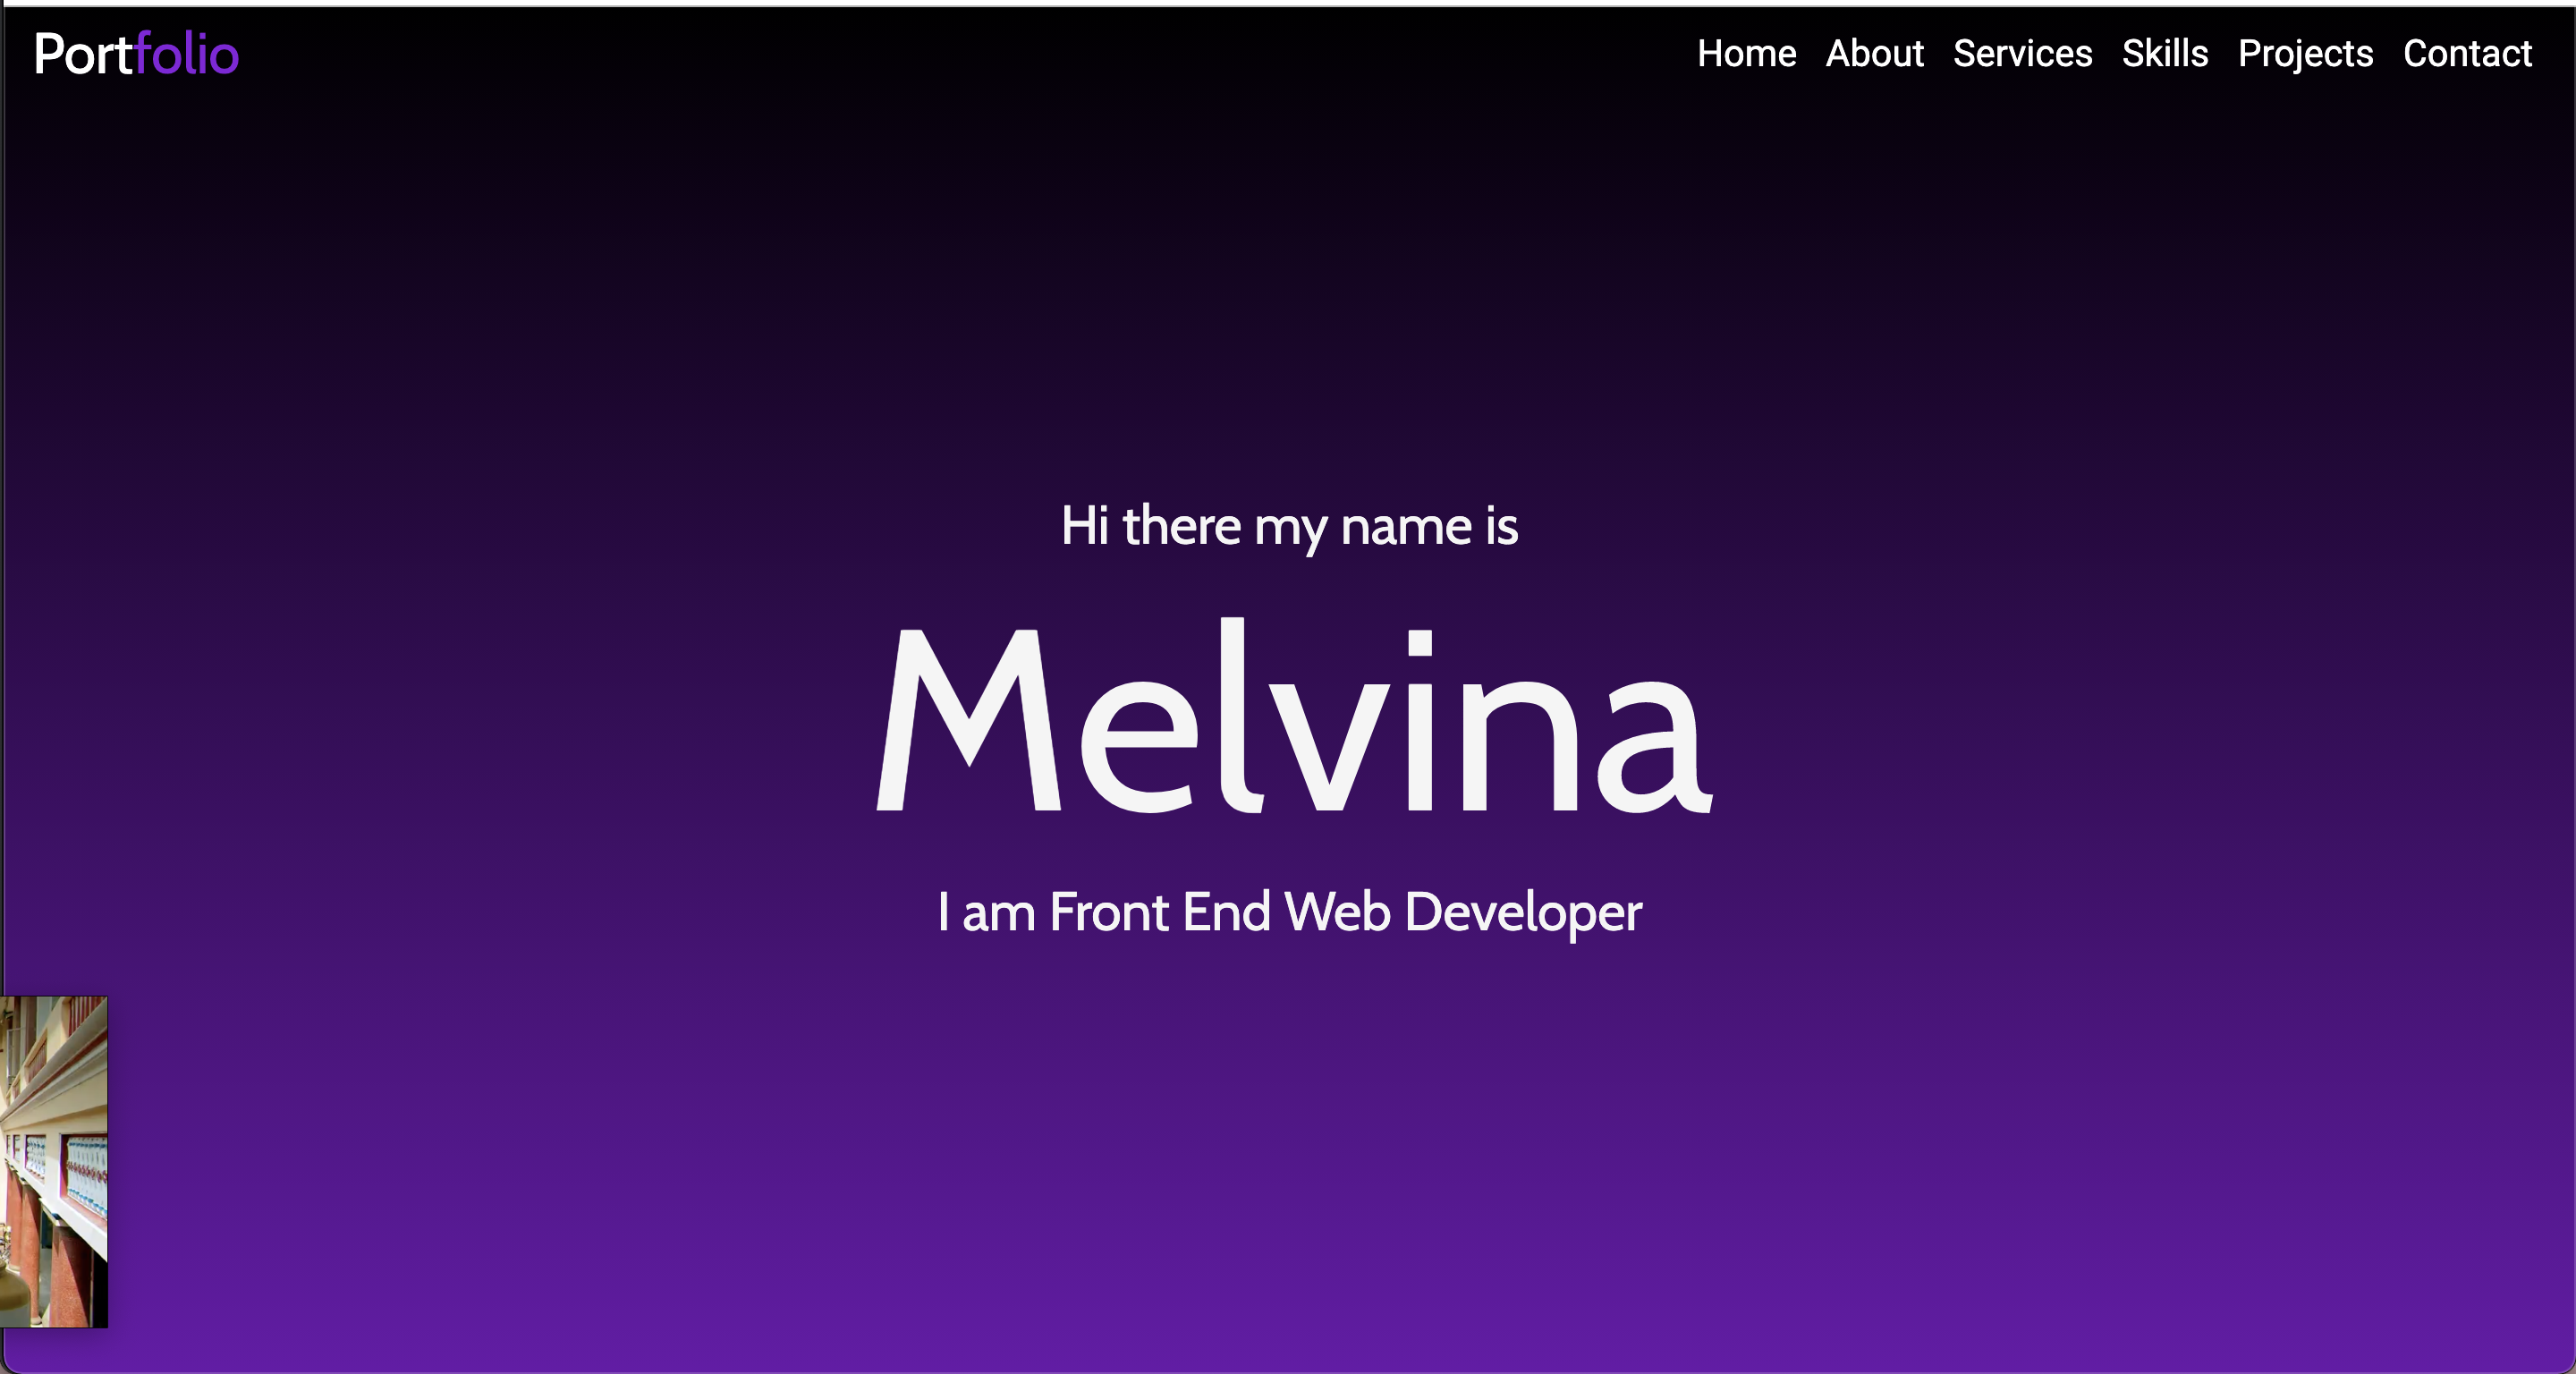 Portfolio
Home About Services Skills Projects Contact
Hi there my name is
Melvina
I am Front End Web Developer